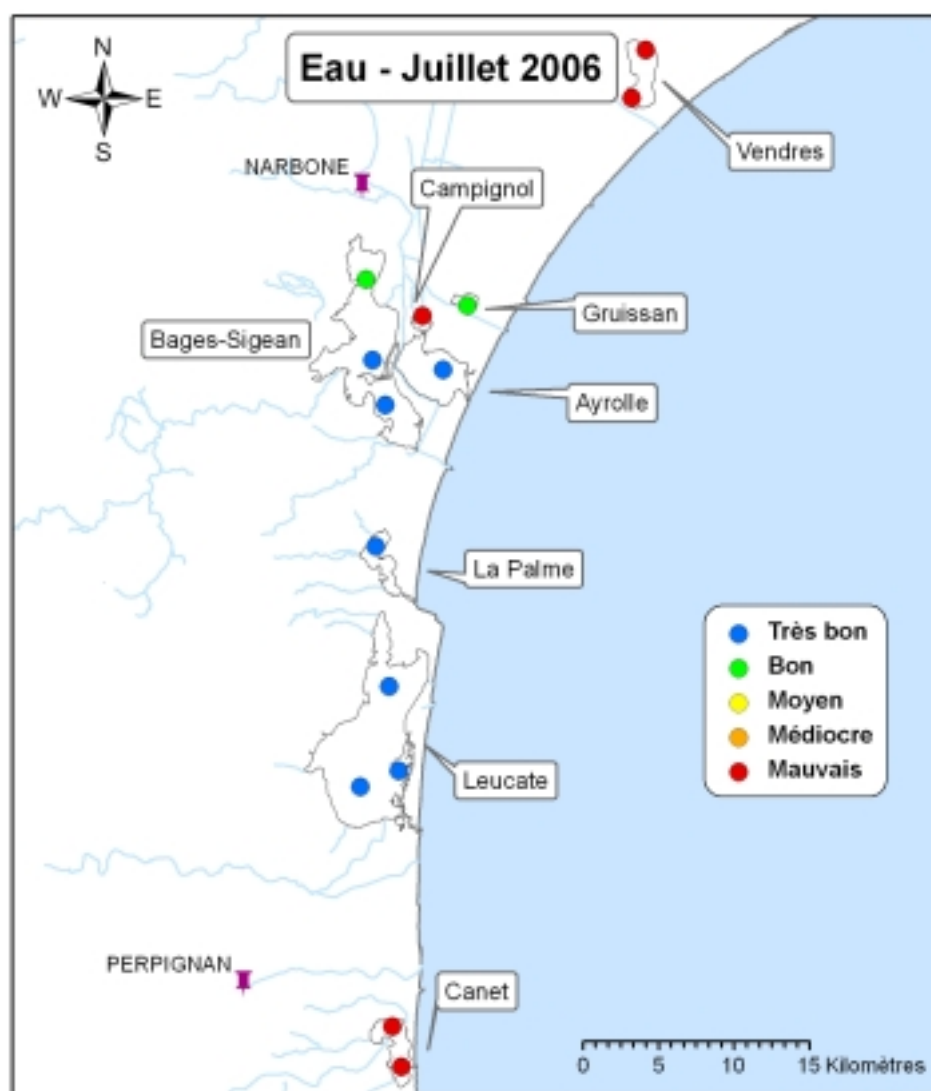 Eau - Juillet 2006
N
W
E
S
Vendres
NARBONE
Campignol
Gruissan
Bages-Sigean
Ayrolle
La Palme
Très bon
Bon
Moyen
Médiocre
Mauvais
Leucate
PERPIGNAN
Canet
0 5 10 15 Kilomètres